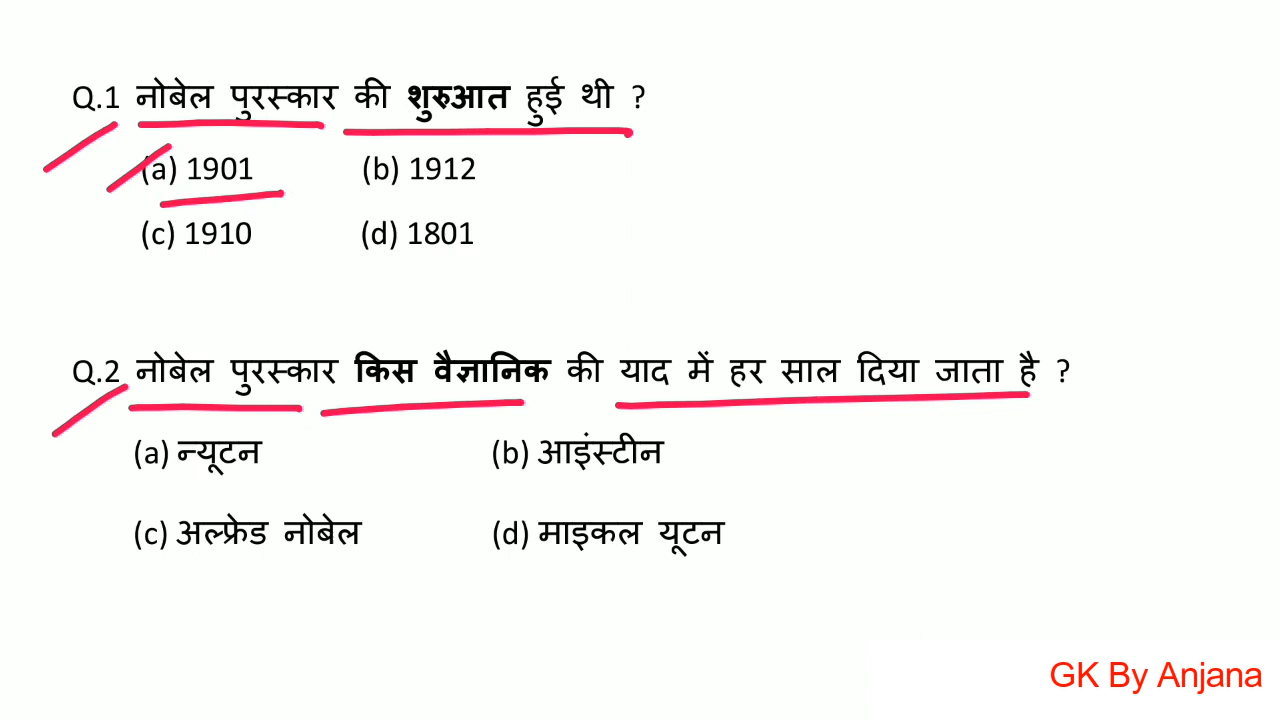 Q.1 नोबेल पुरस्कार की शुरुआत हुई थी ?
(a) 1901 (b) 1912
(c) 1910 (d) 1801
Q.2 नोबेल पुरस्कार किस वैज्ञानिक की याद में हर साल दिया जाता है ?
(a) न्यूटन (b) आइंस्टीन
(c) अल्फ्रेड नोबेल (d) माइकल यूटन
GK By Anjana